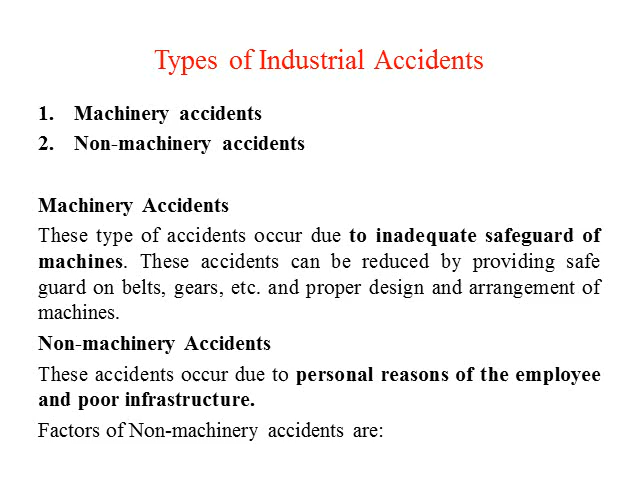 Types of Industrial Accidents
1. Machinery accidents
2. Non-machinery accidents
Machinery Accidents
These type of accidents occur due to inadequate safeguard of
machines. These accidents can be reduced by providing safe
guard on belts, gears, etc. and proper design and arrangement of
machines.
Non-machinery Accidents
These accidents occur due to personal reasons of the employee
and poor infrastructure.
Factors of Non-machinery accidents are: